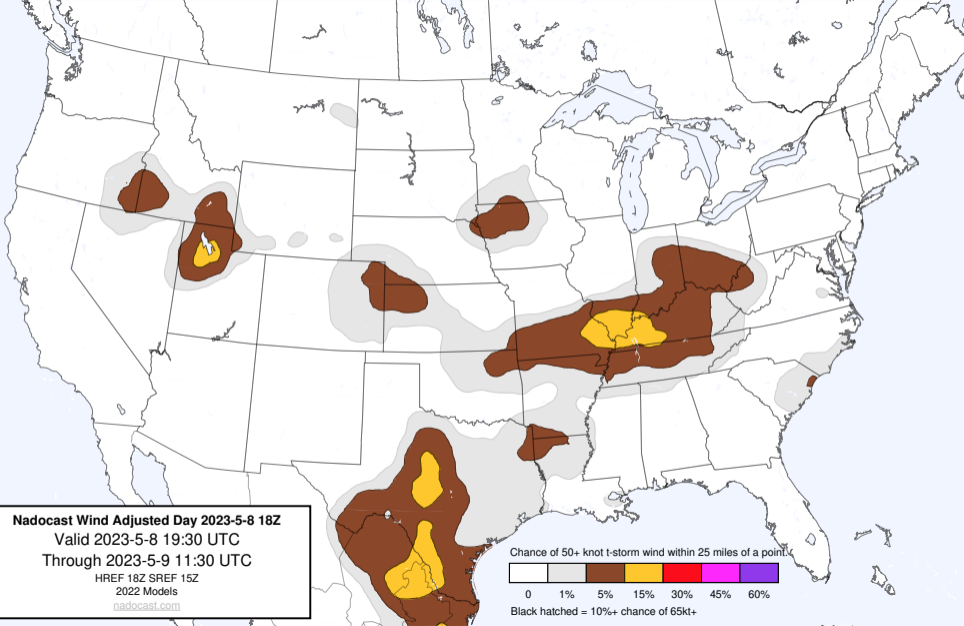 Nadocast Wind Adjusted Day 2023-5-8 18Z
Valid 2023-5-8 19:30 UTC
Through 2023-5-9 11:30 UTC
HREF 18Z SREF 15Z
2022 Models
nadocast.com
Chance of 50+ knot t-storm wind within 25 miles of a point.
0 1% 5% 15% 30% 45% 60%
Black hatched = 10%+ chance of 65kt+